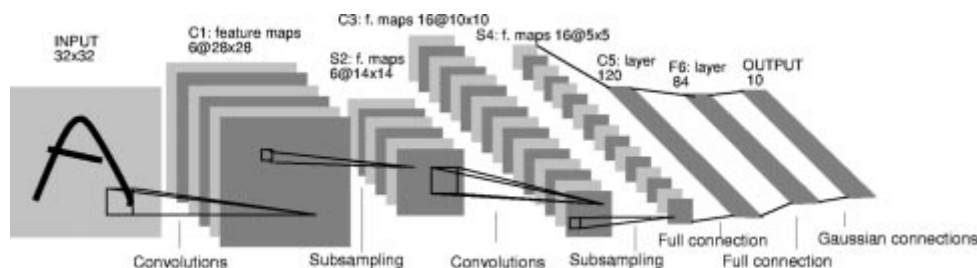 INPUT
32x32
C1: feature maps
6@28x28
S2: f. maps
6@14x14
C3: f. maps 16@10x10
S4: f. maps 16@5x5
C5: layer
120
F6: layer
84
OUTPUT
10
A
Convolutions
Subsampling
Convolutions
Subsampling
Full connection
Full connection
Gaussian connections